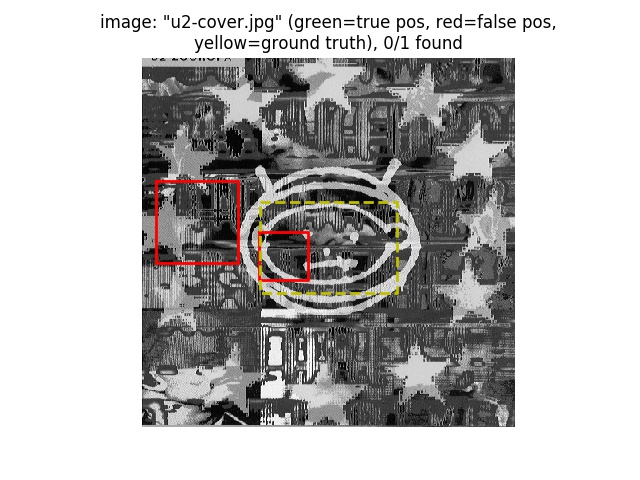 image: "u2-cover.jpg" (green=true pos, red=false pos,
yellow=ground truth), 0/1 found